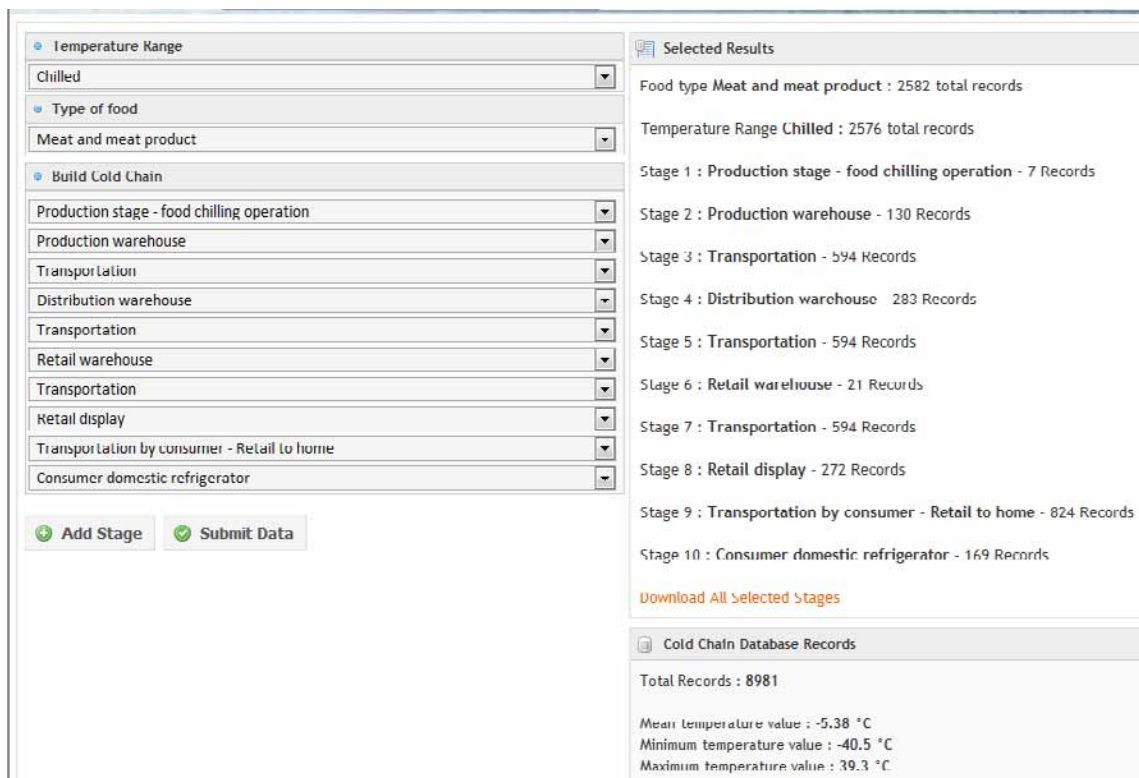 Temperature Range
Chilled
Type of food
Meat and meat product
Build Cold Chain
Production stage - food chilling operation
Production warehouse
Transportation
Distribution warehouse
Transportation
Retail warehouse
Transportation
Retail display
Transportation by consumer - Retail to home
Consumer domestic refrigerator
Add Stage
Submit Data
Selected Results
Food type Meat and meat product : 2582 total records
Temperature Range Chilled : 2576 total records
Stage 1 : Production stage - food chilling operation - 7 Records
Stage 2 : Production warehouse - 130 Records
Stage 3 : Transportation - 594 Records
Stage 4 : Distribution warehouse - 283 Records
Stage 5 : Transportation - 594 Records
Stage 6 : Retail warehouse - 21 Records
Stage 7 : Transportation - 594 Records
Stage 8 : Retail display - 272 Records
Stage 9 : Transportation by consumer - Retail to home - 824 Records
Stage 10 : Consumer domestic refrigerator - 169 Records
Download All Selected Stages
Cold Chain Database Records
Total Records : 8981
Mean temperature value : -5.38 °C
Minimum temperature value : -40.5 °C
Maximum temperature value : 39.3 °C